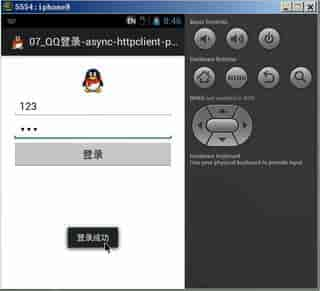 5554:iphone8
8:46
07_QQ登录-async-httpclient-p...
123
登录
登录成功
Basic Controls
Hardware Buttons
MENU
DPAD not enabled in AVD
Hardware Keyboard
Use your physical keyboard to provide input